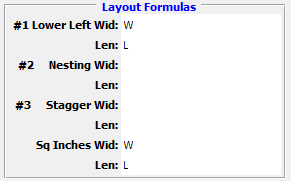 Layout Formulas
#1 Lower Left Wid: W
Len: L
#2 Nesting Wid:
Len:
#3 Stagger Wid:
Len:
Sq Inches Wid: W
Len: L